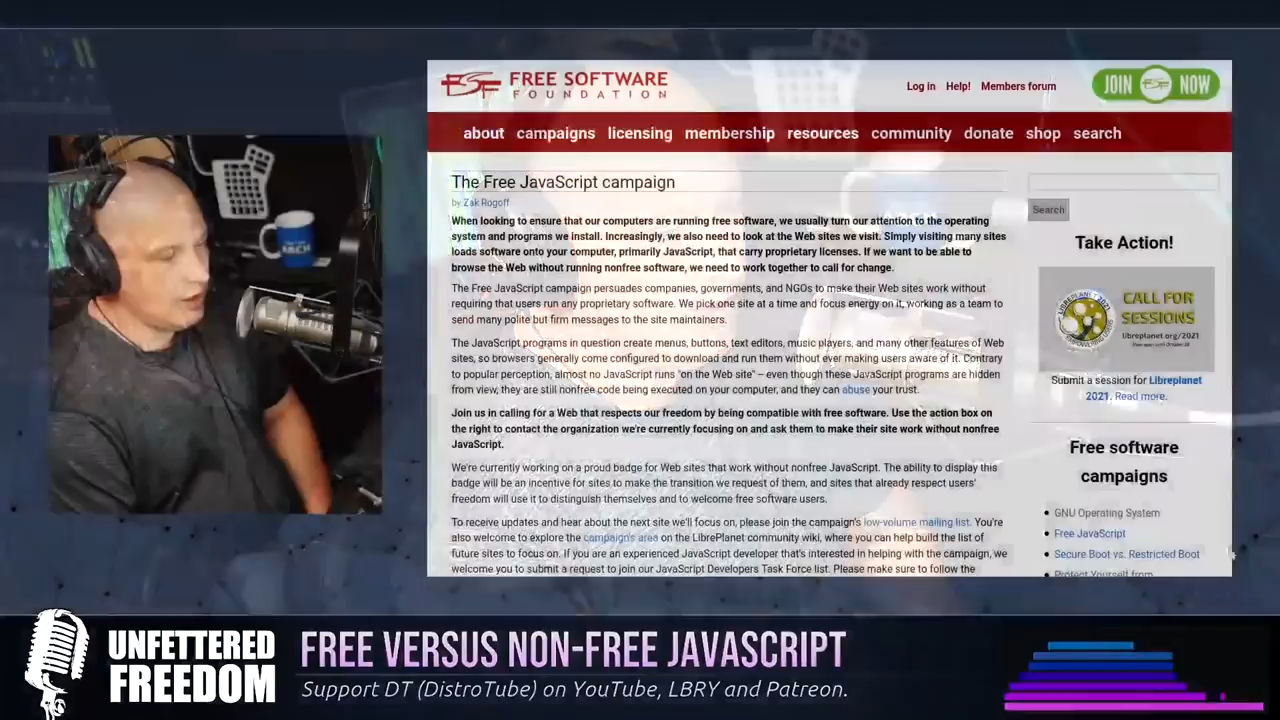 FREE SOFTWARE
FOUNDATION
Log in Help! Members forum
JOIN NOW
about campaigns licensing membership resources community donate shop search
The Free JavaScript campaign
by Zak Rogoff
When looking to ensure that our computers are running free software, we usually turn our attention to the operating
system and programs we install. Increasingly, we also need to look at the Web sites we visit. Simply visiting many sites
loads software onto your computer, primarily JavaScript, that carry proprietary licenses. If we want to be able to
browse the Web without running nonfree software, we need to work together to call for change.
The Free JavaScript campaign persuades companies, governments, and NGOs to make their Web sites work without
requiring that users run any proprietary software. We pick one site at a time and focus energy on it, working as a team to
send many polite but firm messages to the site maintainers.
The JavaScript programs in question create menus, buttons, text editors, music players, and many other features of Web
sites, so browsers generally come configured to download and run them without ever making users aware of it. Contrary
to popular perception, almost no JavaScript runs "on the Web site" – even though these JavaScript programs are hidden
from view, they are still nonfree code being executed on your computer, and they can abuse your trust.
Join us in calling for a Web that respects our freedom by being compatible with free software. Use the action box on
the right to contact the organization we're currently focusing on and ask them to make their site work without nonfree
JavaScript.
We're currently working on a proud badge for Web sites that work without nonfree JavaScript. The ability to display this
badge will be an incentive for sites to make the transition we request of them, and sites that already respect users'
freedom will use it to distinguish themselves and to welcome free software users.
To receive updates and hear about the next site we'll focus on, please join the campaign's low-volume mailing list. You're
also welcome to explore the campaign's area on the LibrePlanet community wiki, where you can help build the list of
future sites to focus on. If you are an experienced JavaScript developer that's interested in helping with the campaign, we
welcome you to submit a request to join our JavaScript Developers Task Force list. Please make sure to follow the
Search
Take Action!
CALL FOR
SESSIONS
libreplanet.org/2021
Submit a session for Libreplanet
2021. Read more.
Free software
campaigns
GNU Operating System
Free JavaScript
Secure Boot vs. Restricted Boot
Protect Yourself from
UNFETTERED
FREEDOM
FREE VERSUS NON-FREE JAVASCRIPT
Support DT (DistroTube) on YouTube, LBRY and Patreon.